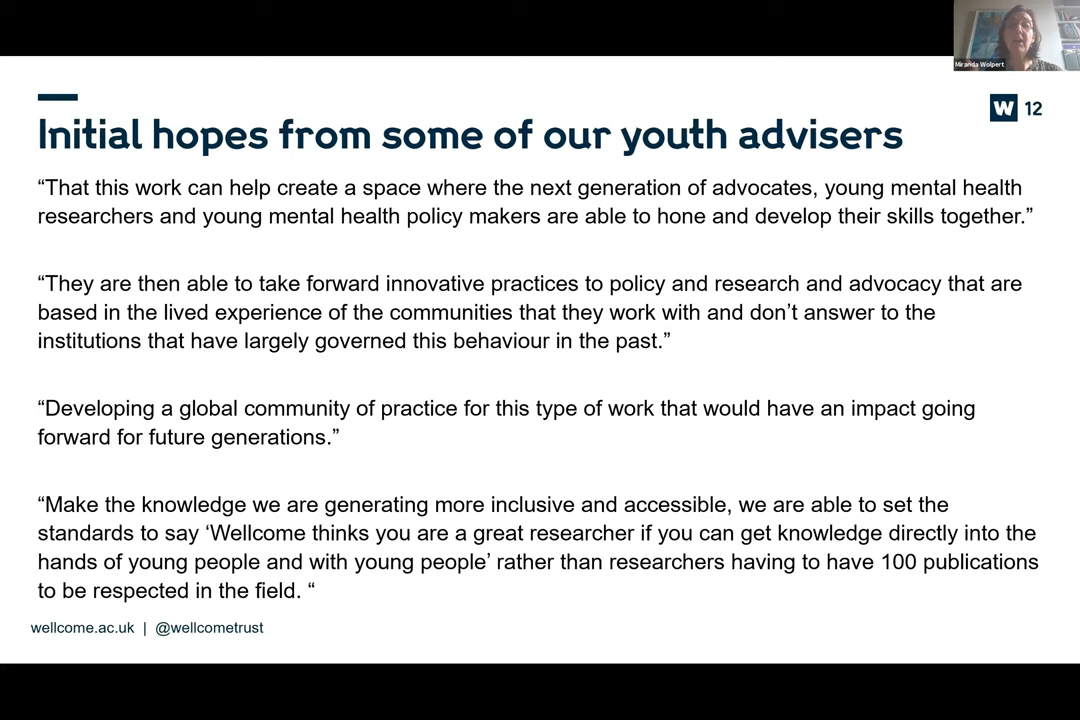 Miranda Wolpert
W 12
Initial hopes from some of our youth advisers
“That this work can help create a space where the next generation of advocates, young mental health
researchers and young mental health policy makers are able to hone and develop their skills together.”
“They are then able to take forward innovative practices to policy and research and advocacy that are
based in the lived experience of the communities that they work with and don’t answer to the
institutions that have largely governed this behaviour in the past.”
“Developing a global community of practice for this type of work that would have an impact going
forward for future generations.”
“Make the knowledge we are generating more inclusive and accessible, we are able to set the
standards to say ‘Wellcome thinks you are a great researcher if you can get knowledge directly into the
hands of young people and with young people’ rather than researchers having to have 100 publications
to be respected in the field. “
wellcome.ac.uk | @wellcometrust